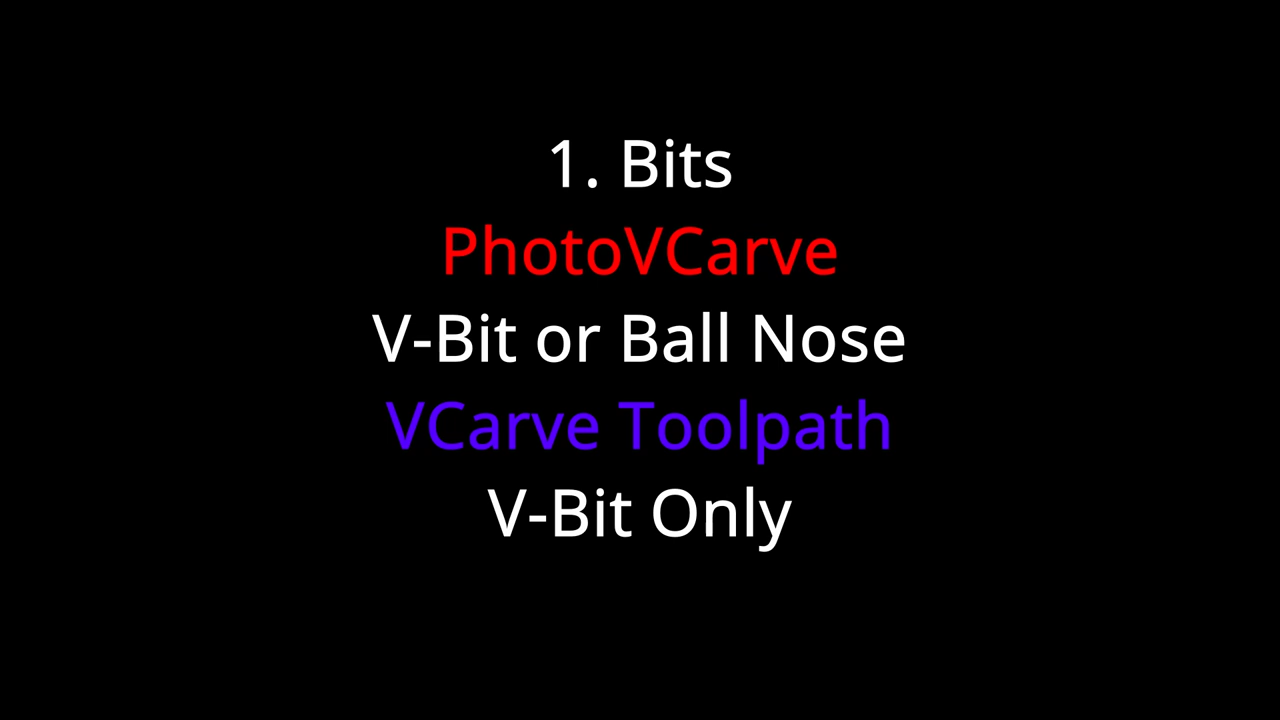 1. Bits
PhotoVCarve
V-Bit or Ball Nose
VCarve Toolpath
V-Bit Only